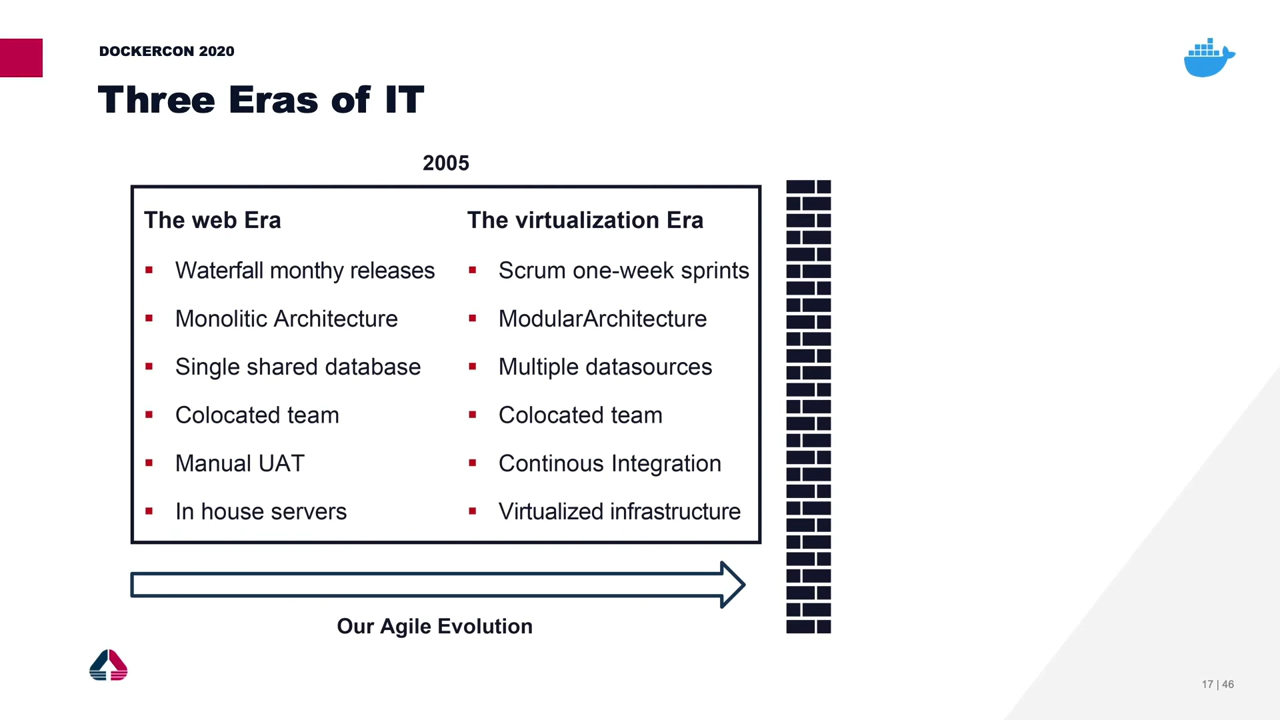 DOCKERCON 2020
Three Eras of IT
2005
The web Era
Waterfall monthy releases
Monolitic Architecture
Single shared database
Colocated team
Manual UAT
In house servers
The virtualization Era
Scrum one-week sprints
ModularArchitecture
Multiple datasources
Colocated team
Continous Integration
Virtualized infrastructure
Our Agile Evolution
17 | 46